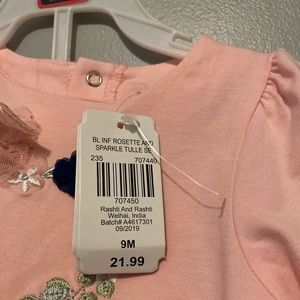 BL INF ROSETTE AND
SPARKLE TULLE SE
235 707440
707450
Rashti And Rashti
Weihai, India
Batch# A4617301
09/2019
9M
21.99